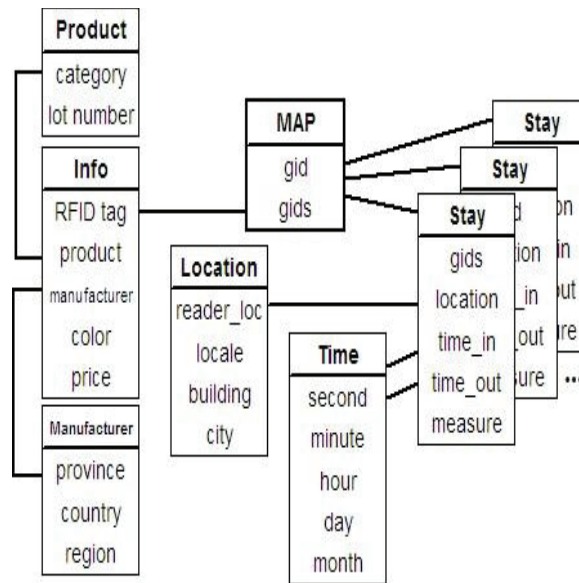 Product
category
lot number
Info
RFID tag
product
manufacturer
color
price
Manufacturer
province
country
region
MAP
gid
gids
Location
reader_loc
locale
building
city
Time
second
minute
hour
day
month
Stay
gids
location
time_in
time_out
measure
Stay
Stay
...